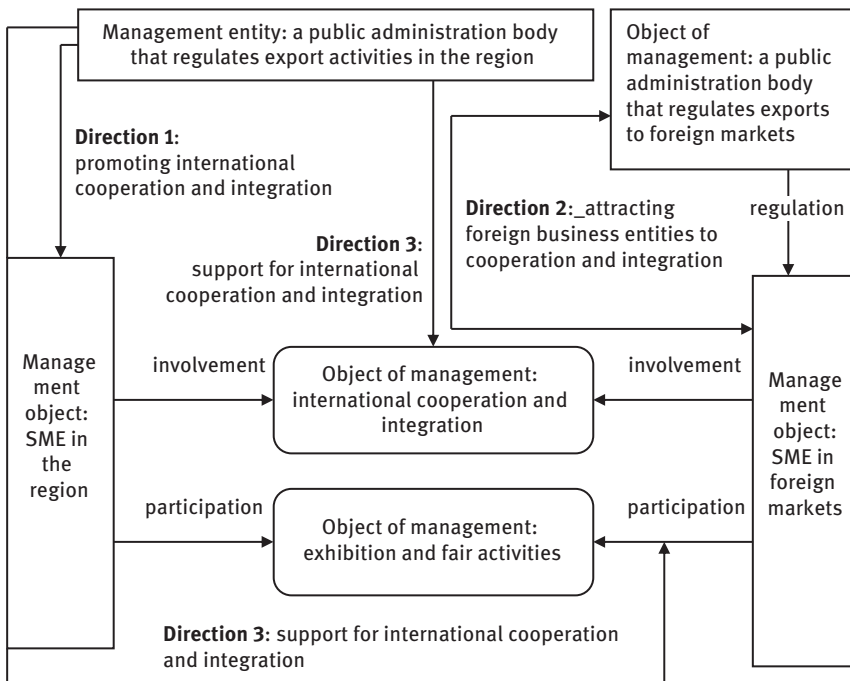 Management entity: a public administration body
that regulates export activities in the region
Object of
management: a public
administration body
that regulates exports
to foreign markets
Direction 1:
promoting international
cooperation and integration
Direction 2:_attracting
foreign business entities to
cooperation and integration
regulation
Direction 3:
support for international
cooperation and integration
Manage
ment
object:
SME in
the
region
involvement
Object of management:
international cooperation and
integration
involvement
Manage
ment
object:
SME in
foreign
markets
participation
Object of management:
exhibition and fair activities
participation
Direction 3: support for international cooperation
and integration